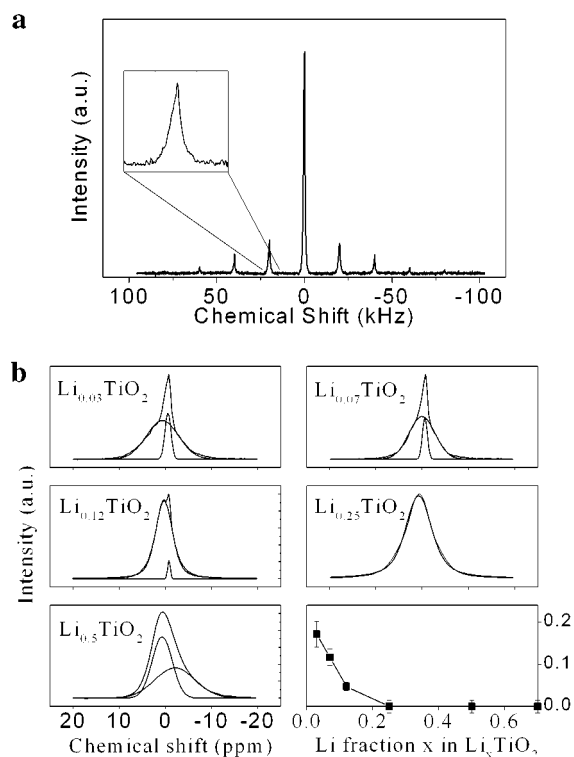 a
Intensity (a.u.)
100 50 0 -50 -100
Chemical Shift (kHz)
b
Li0.03TiO2 Li0.07TiO2
Li0.12TiO2 Li0.25TiO2
Intensity (a.u.)
Li0.5TiO2
0.2
0.1
0.0
20 10 0 -10 -20 0.0 0.2 0.4 0.6
Chemical shift (ppm) Li fraction x in LixTiO2